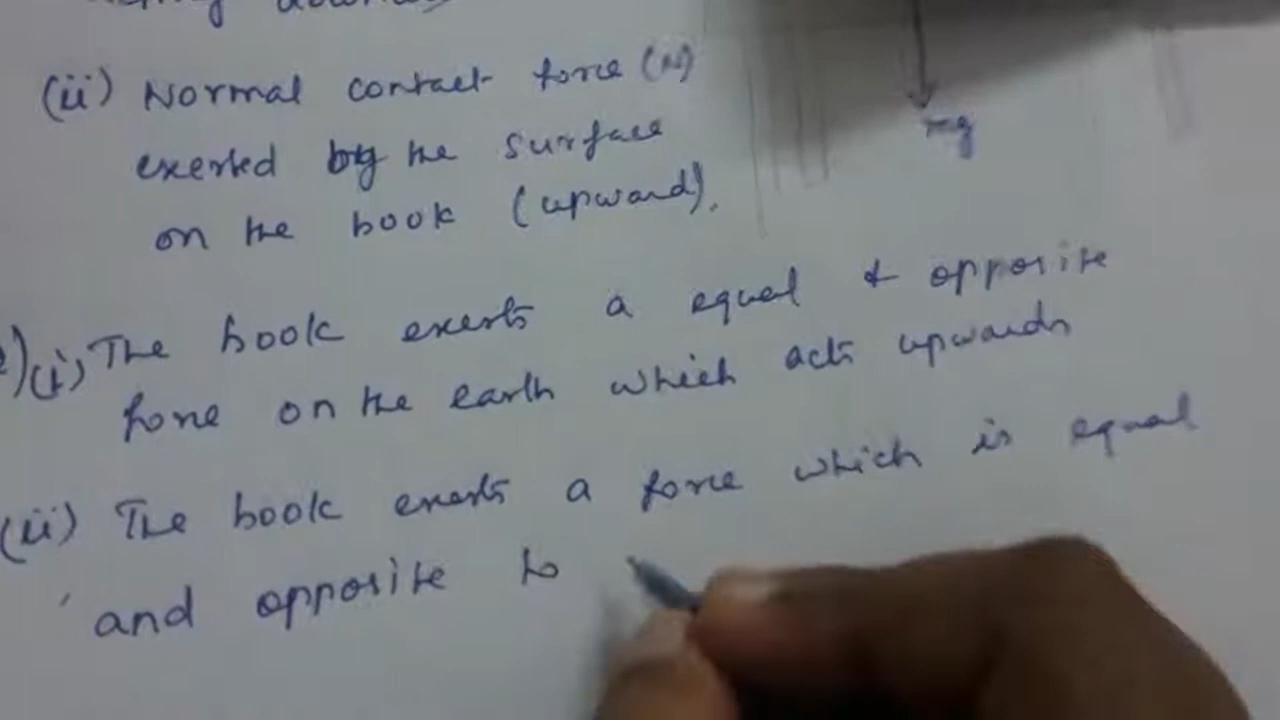 (ii) Normal contact force (N)
exerted by the surface
on the book (upward).
mg
(i) The book exerts a equal & opposite
force on the earth which acts upwards
(ii) The book exerts a force which is equal
and opposite to